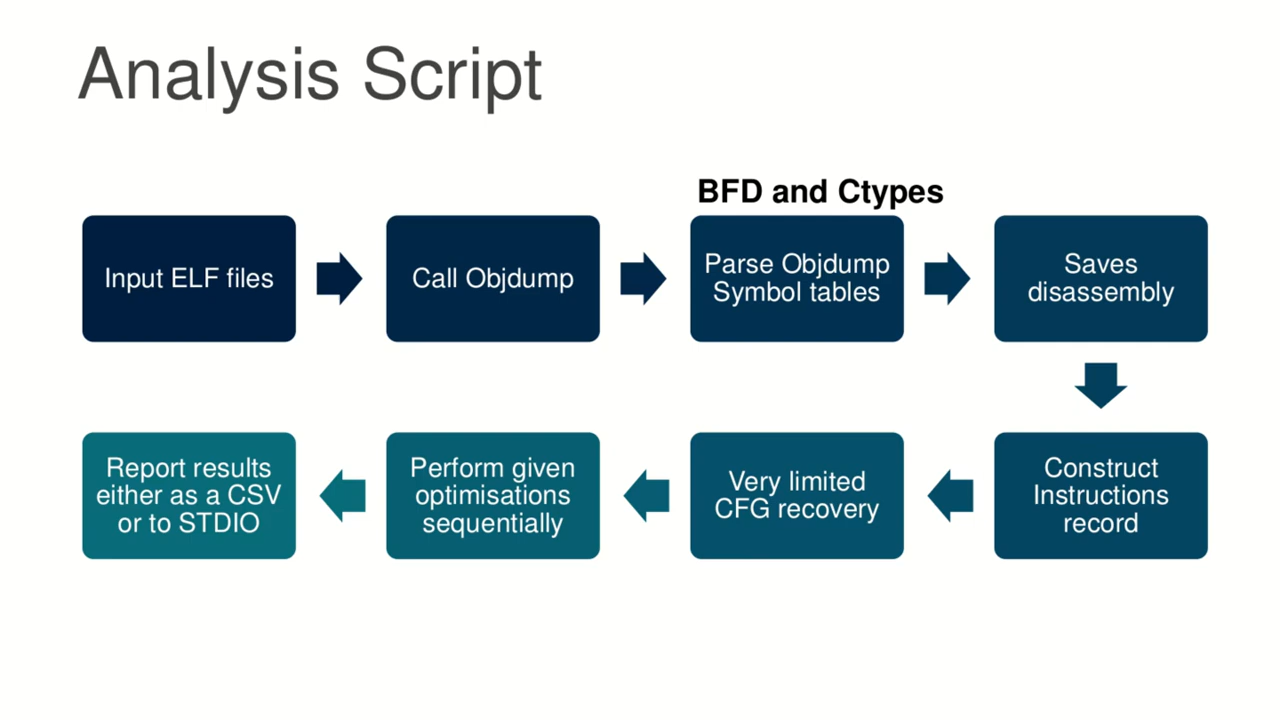 Analysis Script
BFD and Ctypes
Input ELF files
Call Objdump
Parse Objdump
Symbol tables
Saves
disassembly
Construct
Instructions
record
Very limited
CFG recovery
Perform given
optimisations
sequentially
Report results
either as a CSV
or to STDIO